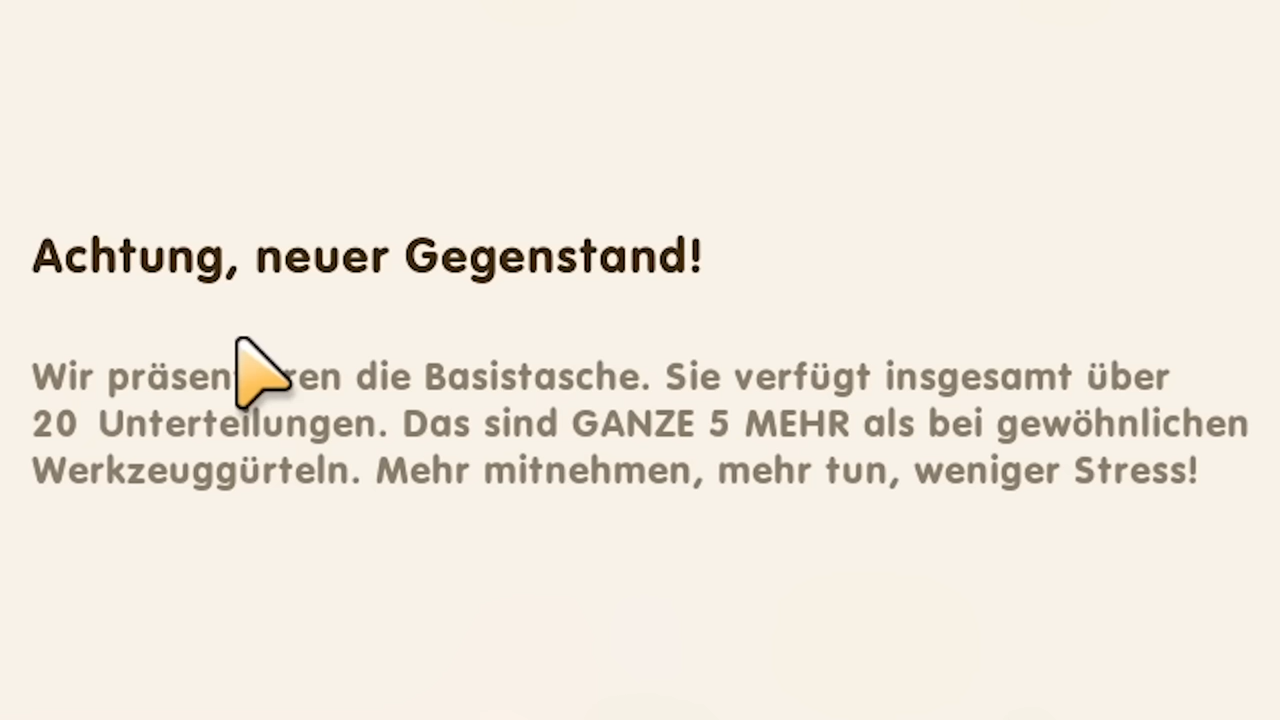 Achtung, neuer Gegenstand!
Wir die Basistasche. Sie verfügt insgesamt über
20 Unterteilungen. Das sind GANZE 5 MEHR als bei gewöhnlichen
Werkzeuggürteln. Mehr mitnehmen, mehr tun, weniger Stress!